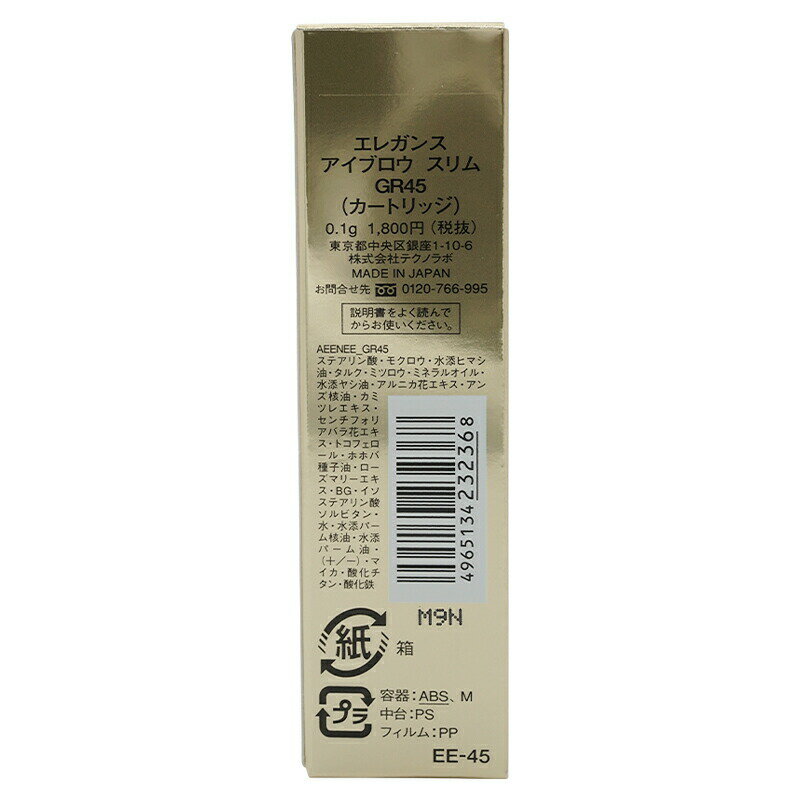 エレガンス
アイブロウ スリム
GR45
(カートリッジ)
0.1g 1,800円(税抜)
東京都中央区銀座1-10-6
株式会社テクノラボ
MADE IN JAPAN
お問合せ先 0120-766-995
説明書をよく読んで
からお使いください。
AEENEE_GR45
ステアリン酸・モクロウ・水添ヒマシ
油・タルク・ミツロウ・ミネラルオイル・
水添ヤシ油・アルニカ花エキス・アン
ズ核油・カミ
ツレエキス・
センチフォリ
アバラ花エキ
ス・トコフェロ
ール・ホホバ
種子油・ロー
ズマリーエキ
ス・BG・イソ
ステアリン酸
ソルビタン・
水・水添パー
ム核油・水添
パーム油・
(+/-)・マ
イカ・酸化チ
タン・酸化鉄
4965134232368
M9N
紙 箱
プラ
容器:ABS、M
中台:PS
フィルム:PP
EE-45